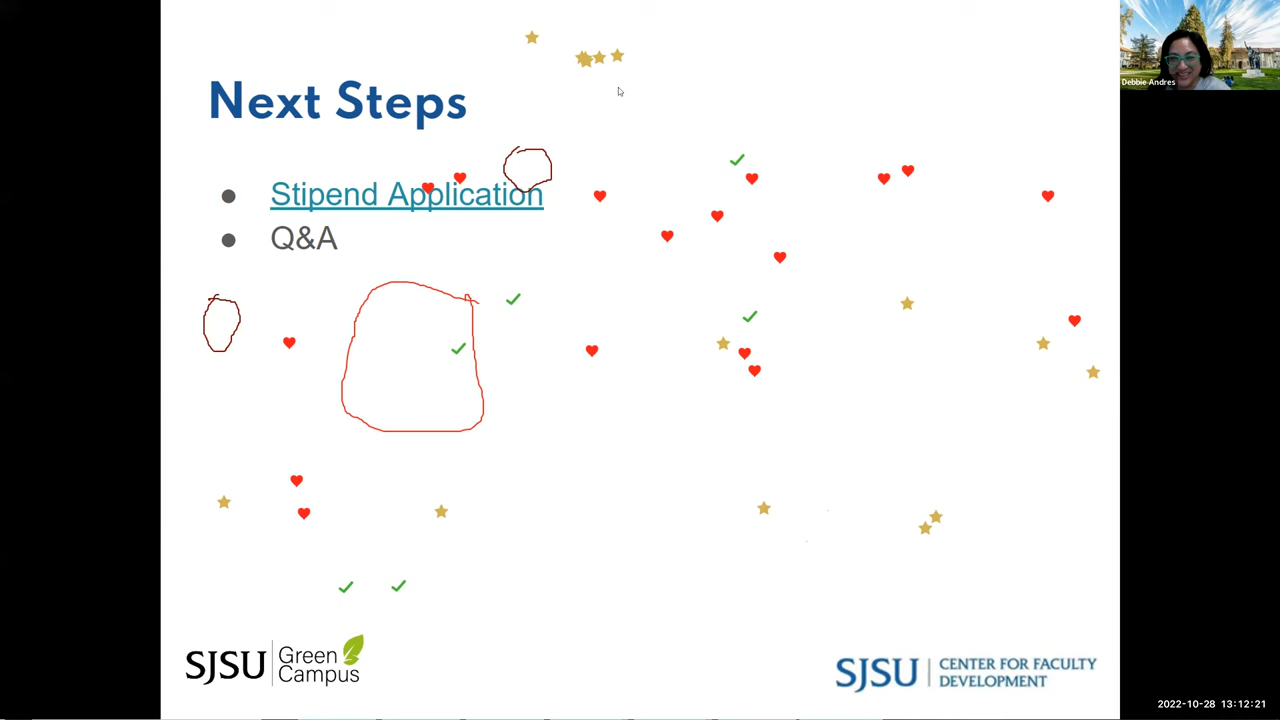 Debbie Andres
Next Steps
● Stipend Application
● Q&A
SJSU Green Campus
SJSU CENTER FOR FACULTY DEVELOPMENT
2022-10-28 13:12:21